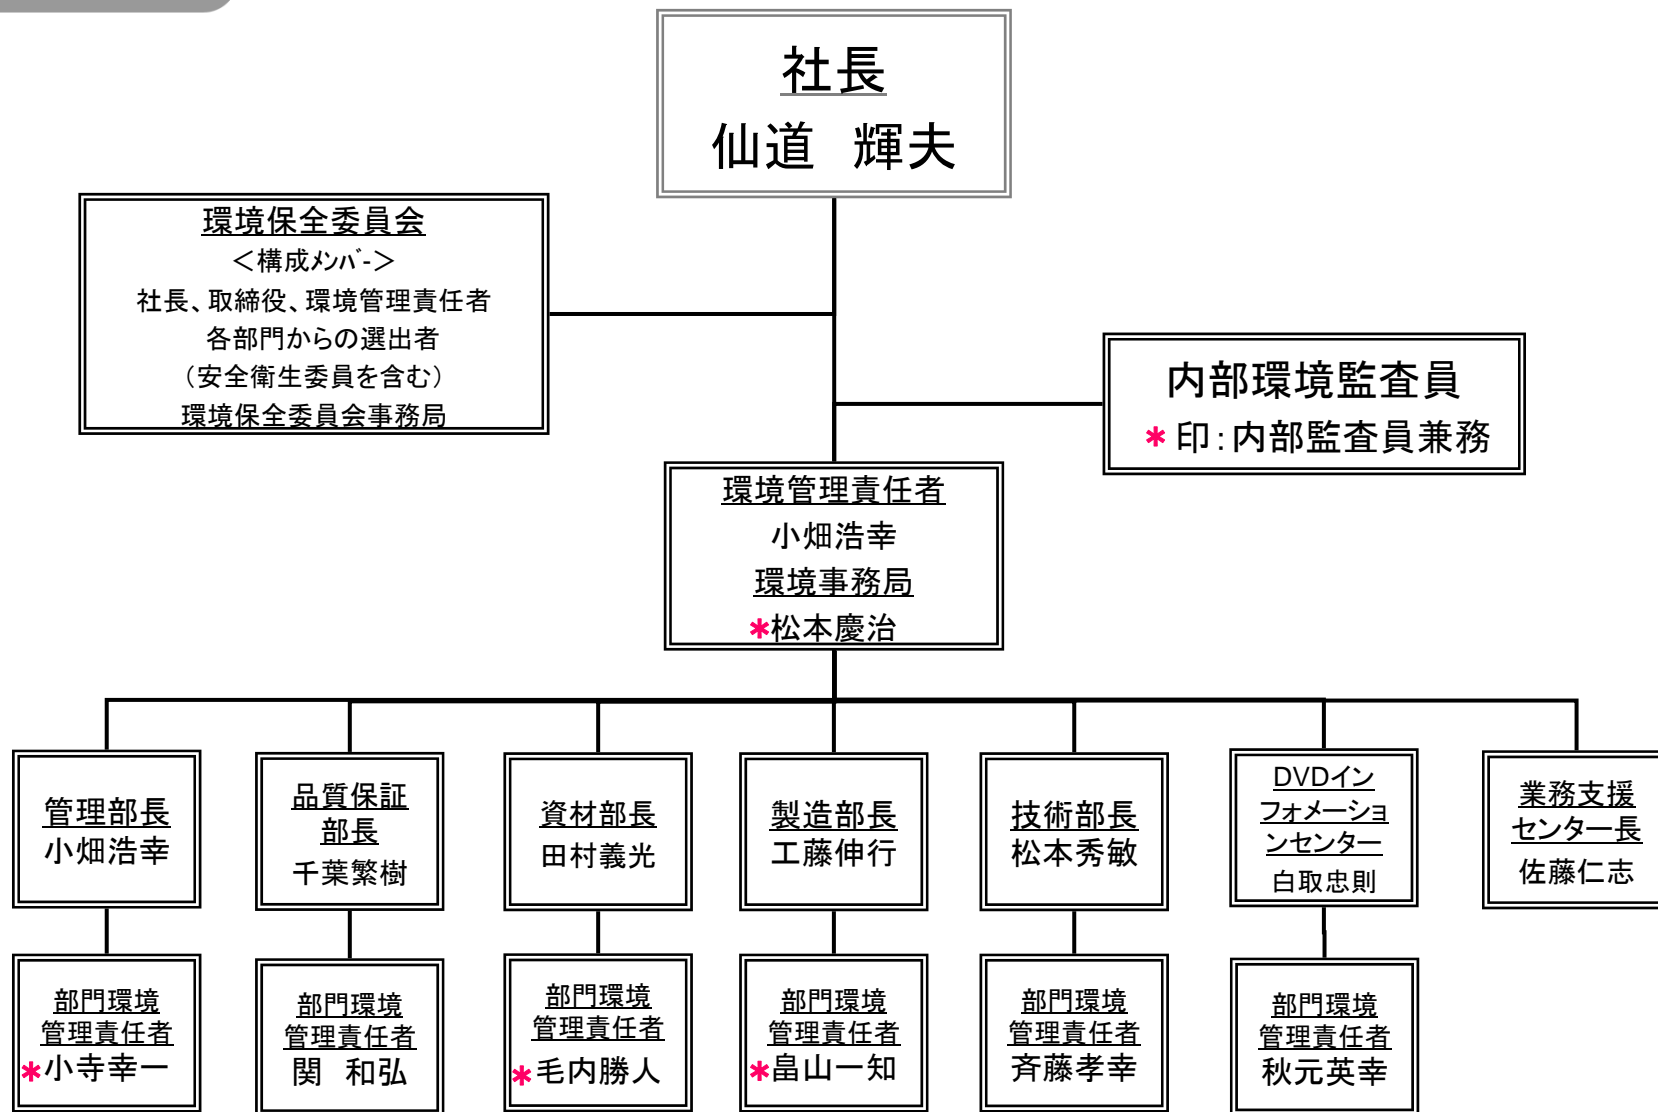 社長
仙道　輝夫
環境保全委員会
＜構成ﾒﾝﾊﾞｰ＞
社長、取締役、環境管理責任者
各部門からの選出者
（安全衛生委員を含む）
環境保全委員会事務局
内部環境監査員
＊印：内部監査員兼務
環境管理責任者
小畑浩幸
環境事務局
＊松本慶治
管理部長
小畑浩幸
品質保証
部長
千葉繁樹
資材部長
田村義光
製造部長
工藤伸行
技術部長
松本秀敏
DVDイン
フォメーショ
ンセンター
白取忠則
業務支援
センター長
佐藤仁志
部門環境
管理責任者
＊小寺幸一
部門環境
管理責任者
関　和弘
部門環境
管理責任者
＊毛内勝人
部門環境
管理責任者
＊畠山一知
部門環境
管理責任者
斉藤孝幸
部門環境
管理責任者
秋元英幸